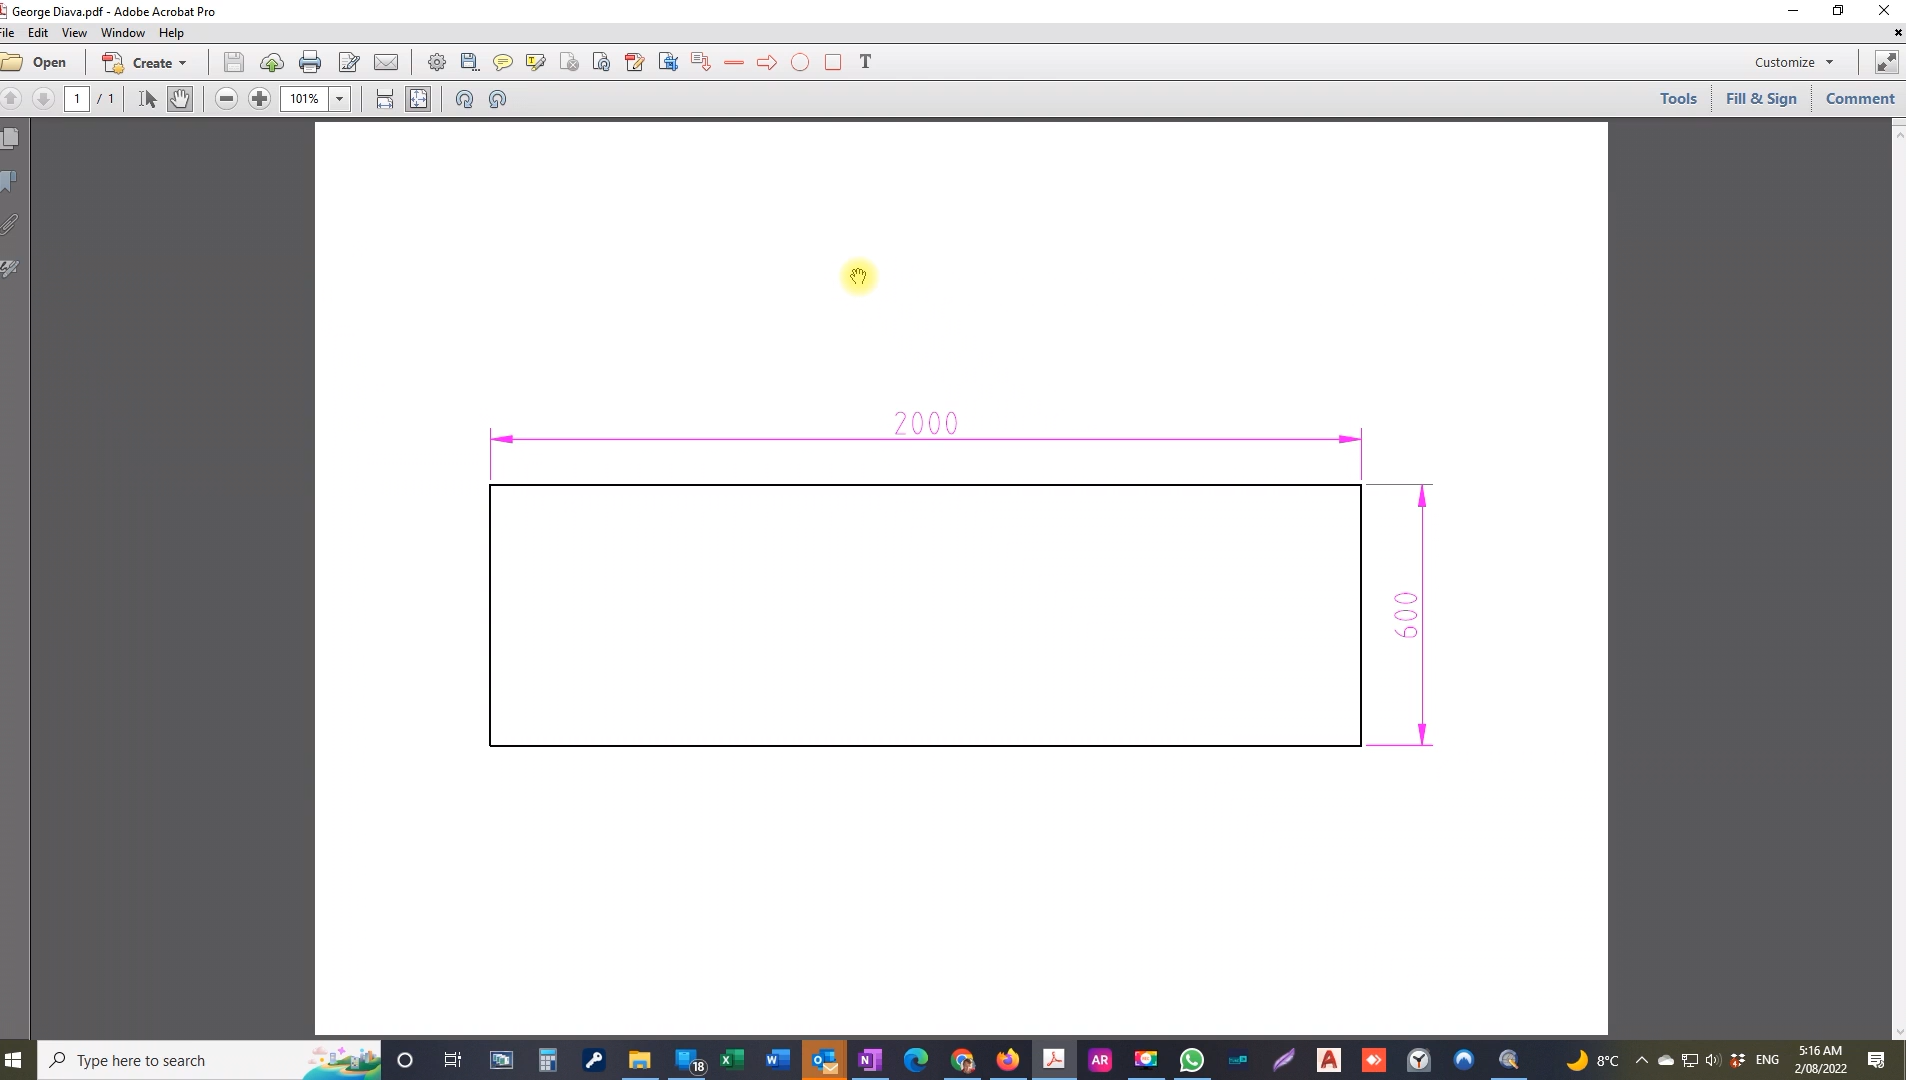 George Diava.pdf - Adobe Acrobat Pro
File Edit View Window Help
Open Create Customize
1 / 1 101% Tools Fill & Sign Comment
2000
600
Type here to search 18 AR 8°C ENG 5:16 AM
2/08/2022